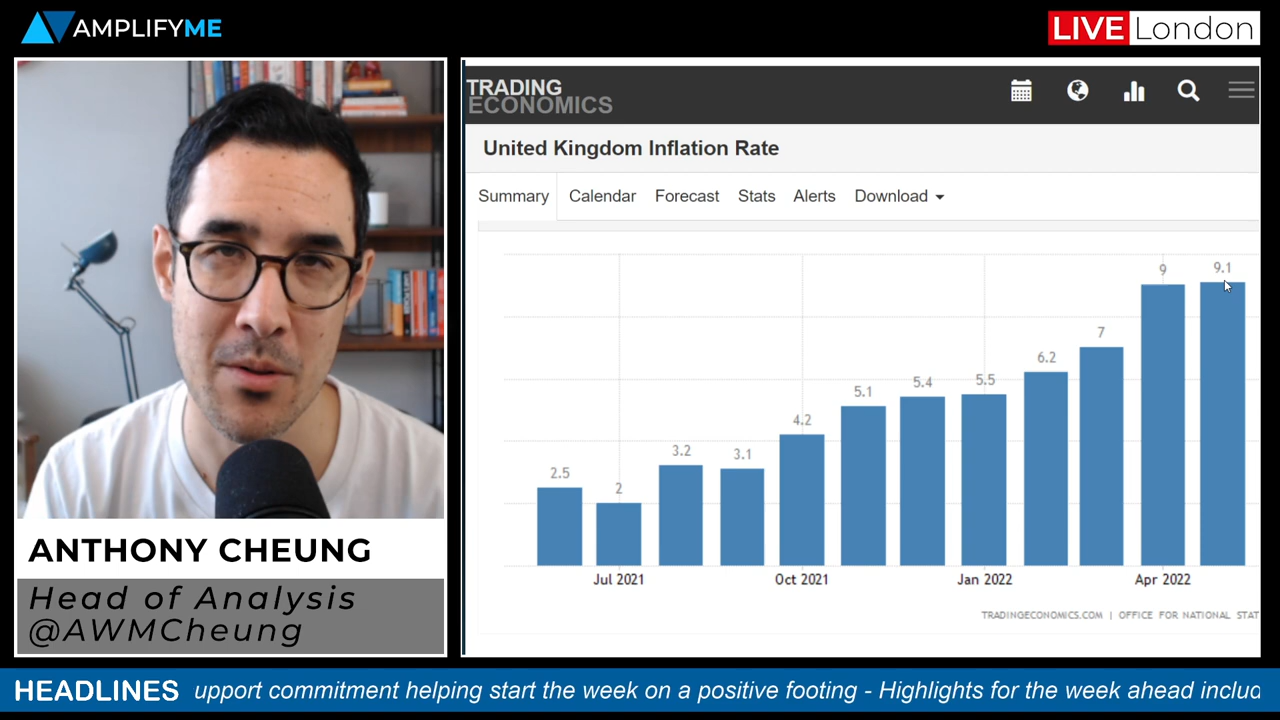 AMPLIFYME
LIVE London
TRADING
ECONOMICS
United Kingdom Inflation Rate
Summary Calendar Forecast Stats Alerts Download
2.5 2 3.2 3.1 4.2 5.1 5.4 5.5 6.2 7 9 9.1
Jul 2021 Oct 2021 Jan 2022 Apr 2022
TRADINGECONOMICS.COM | OFFICE FOR NATIONAL STAT
ANTHONY CHEUNG
Head of Analysis
@AWMCheung
HEADLINES upport commitment helping start the week on a positive footing - Highlights for the week ahead includ